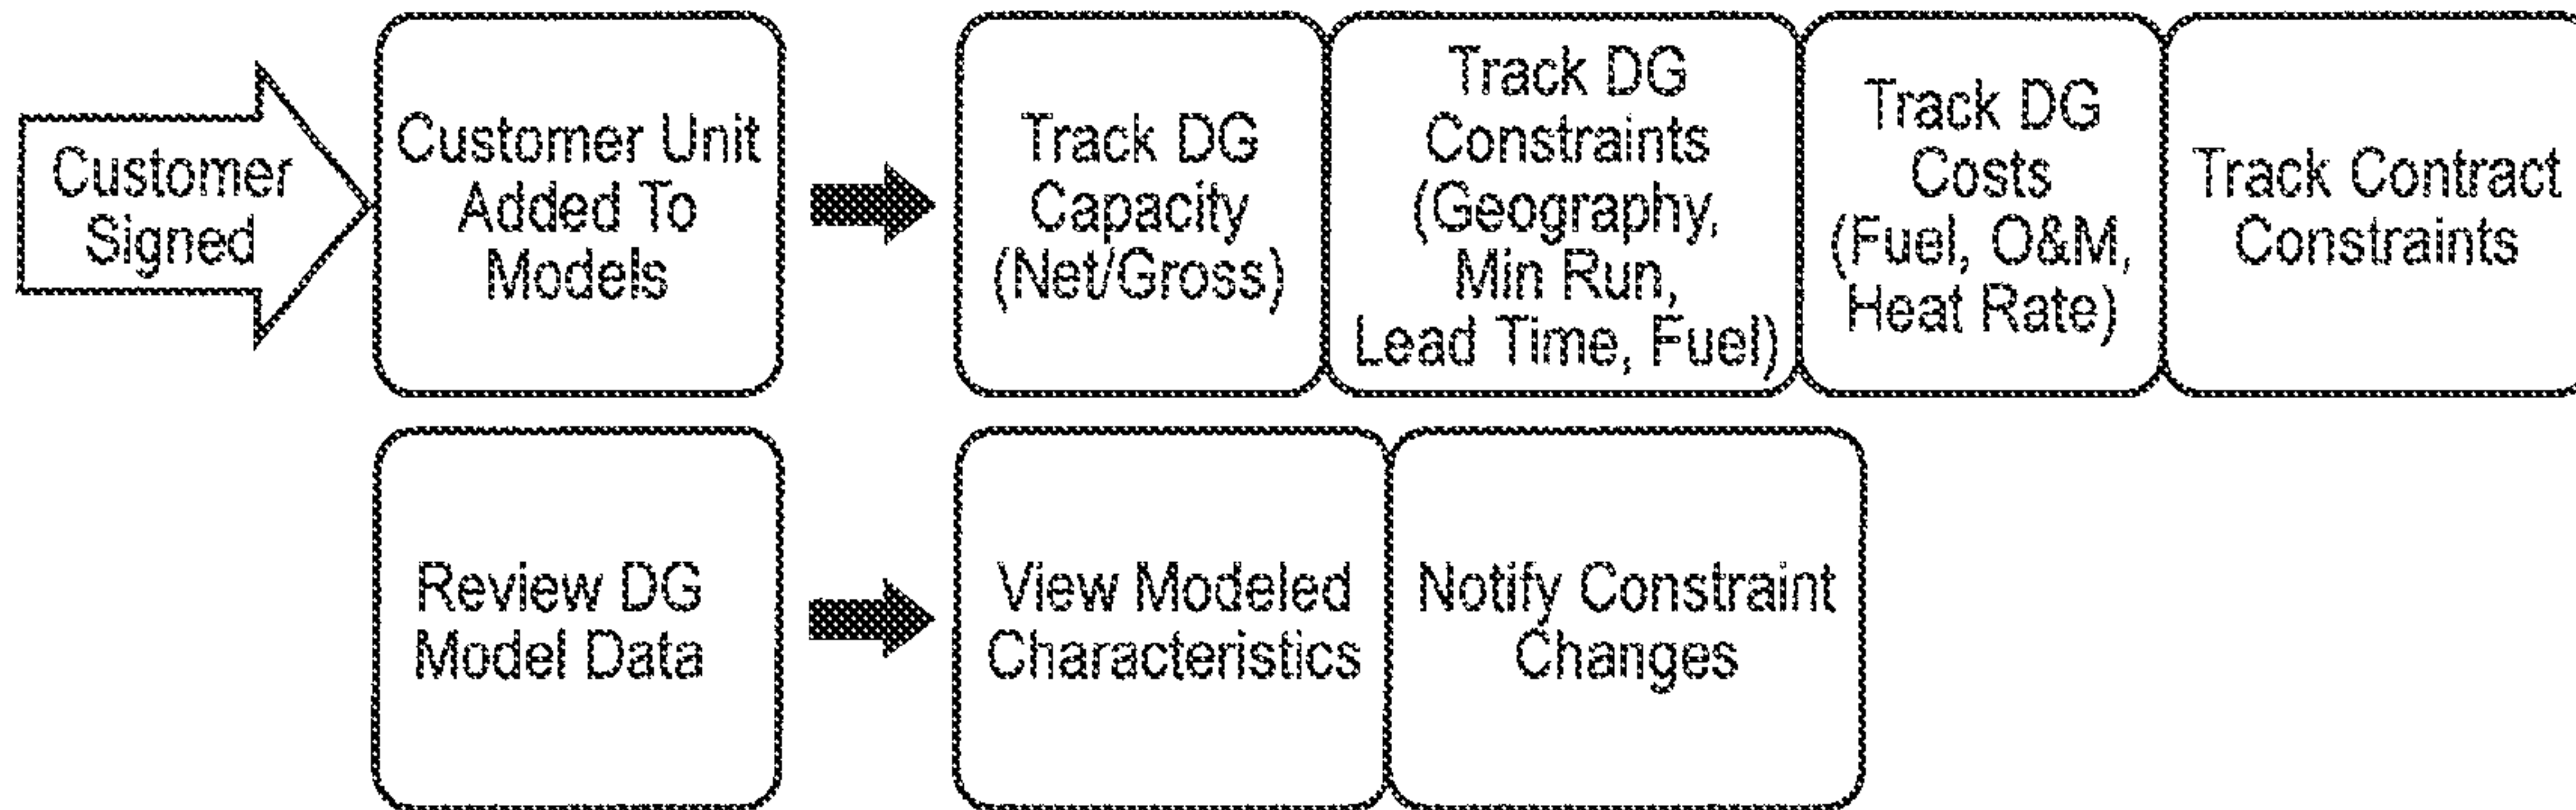 Customer
Signed
Customer Unit
Added To
Models
Track DG
Capacity
(Net/Gross)
Track DG
Constraints
(Geography,
Min Run,
Lead Time, Fuel)
Track DG
Costs
(Fuel, O&M,
Heat Rate)
Track Contract
Constraints
Review DG
Model Data
View Modeled
Characteristics
Notify Constraint
Changes